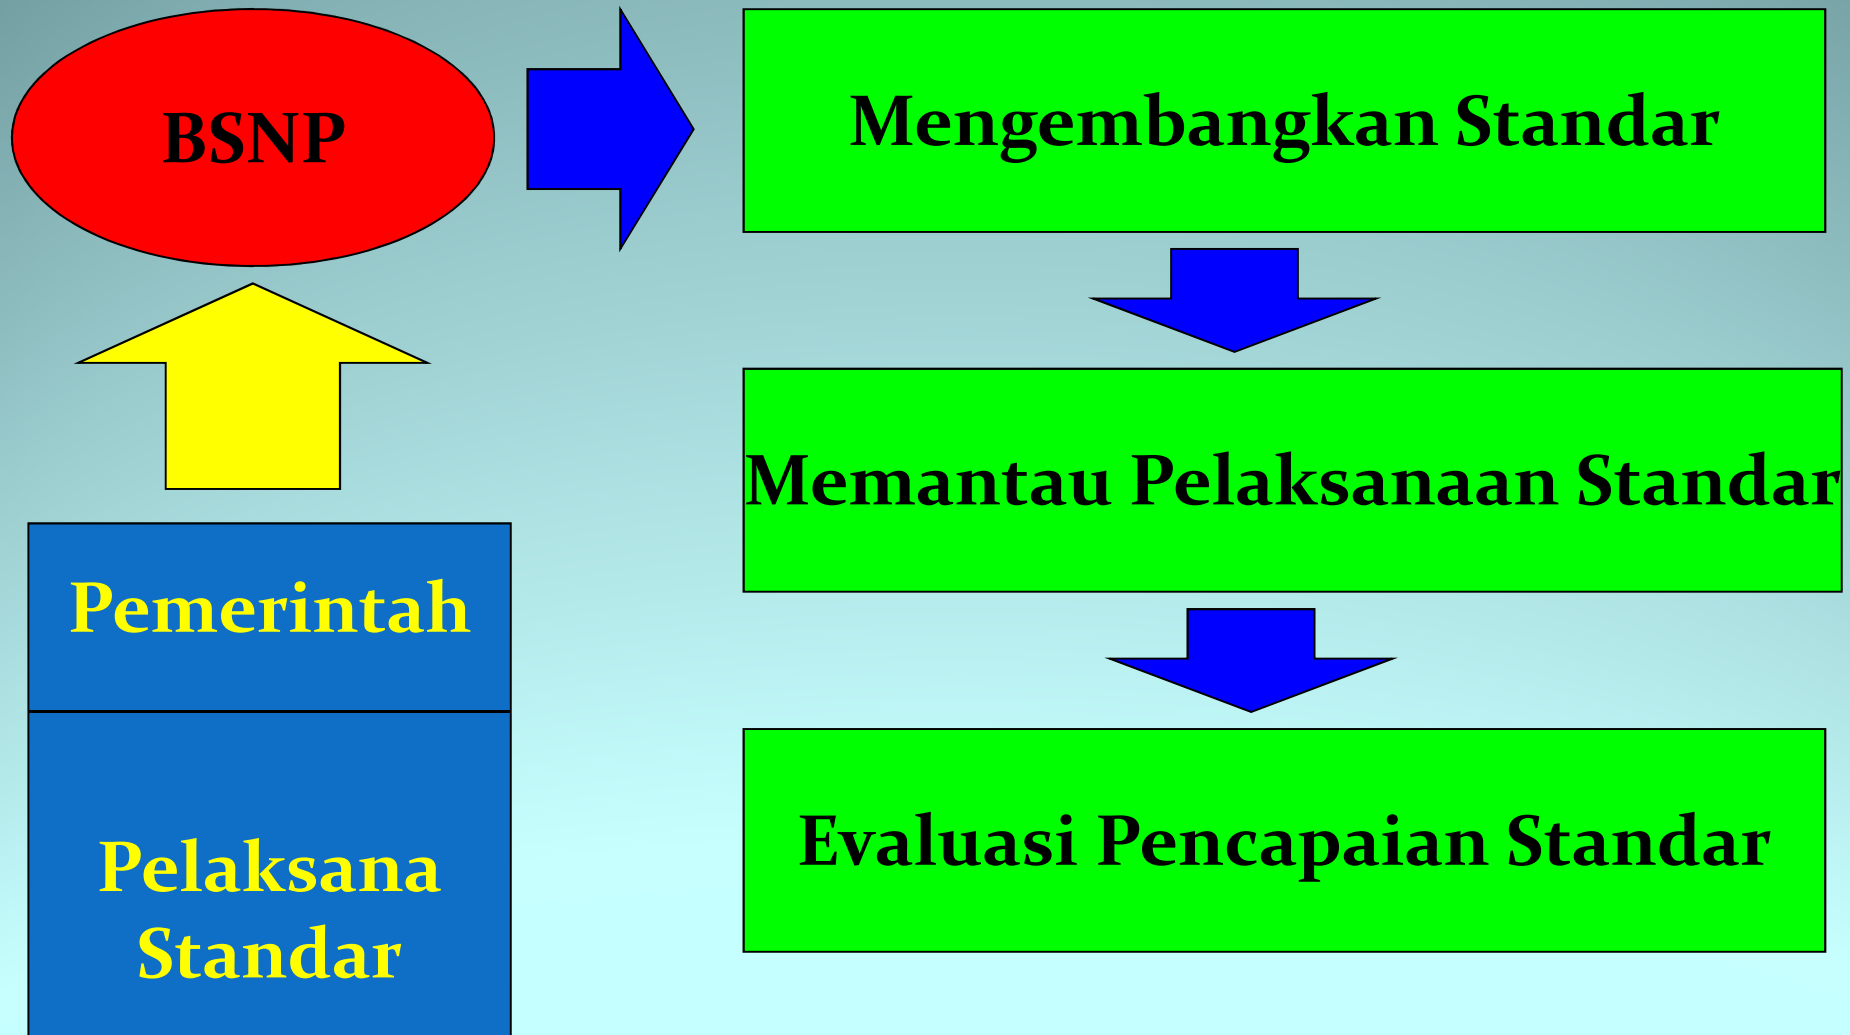 BSNP
Mengembangkan Standar
Memantau Pelaksanaan Standar
Evaluasi Pencapaian Standar
Pemerintah
Pelaksana
Standar